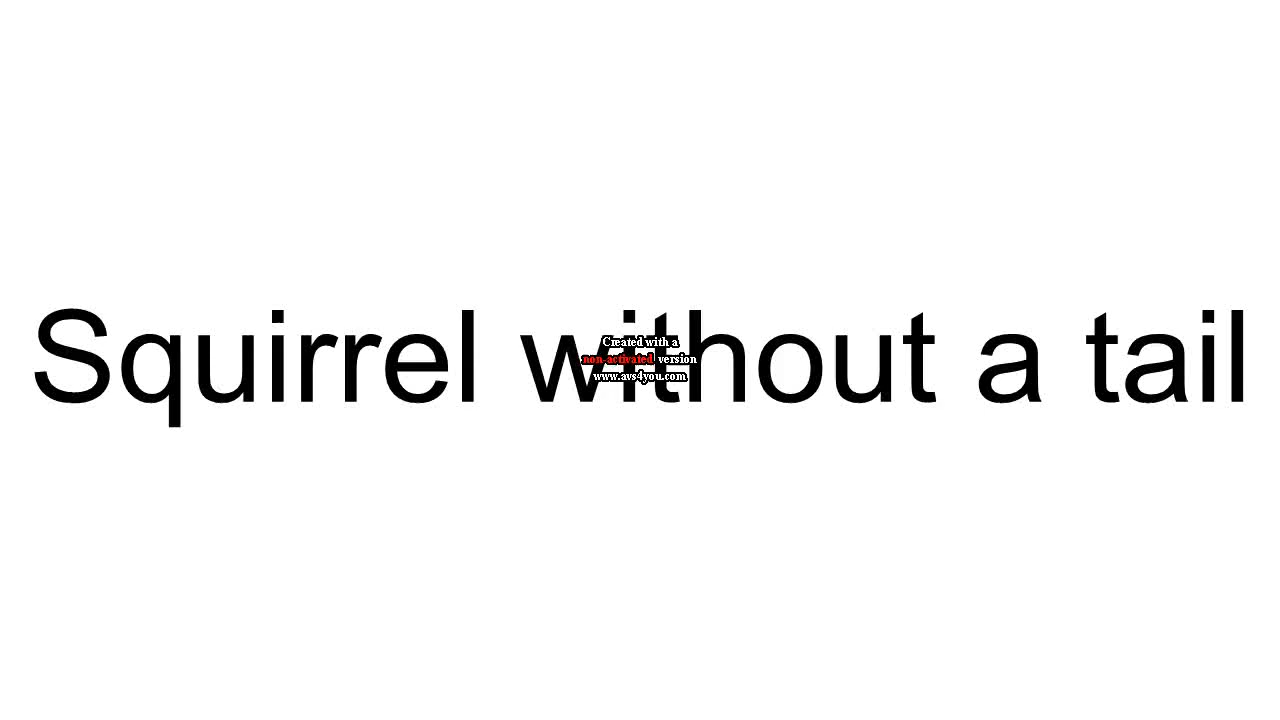 Squirrel without a tail
Created with a
non-activated version
www.avs4you.com